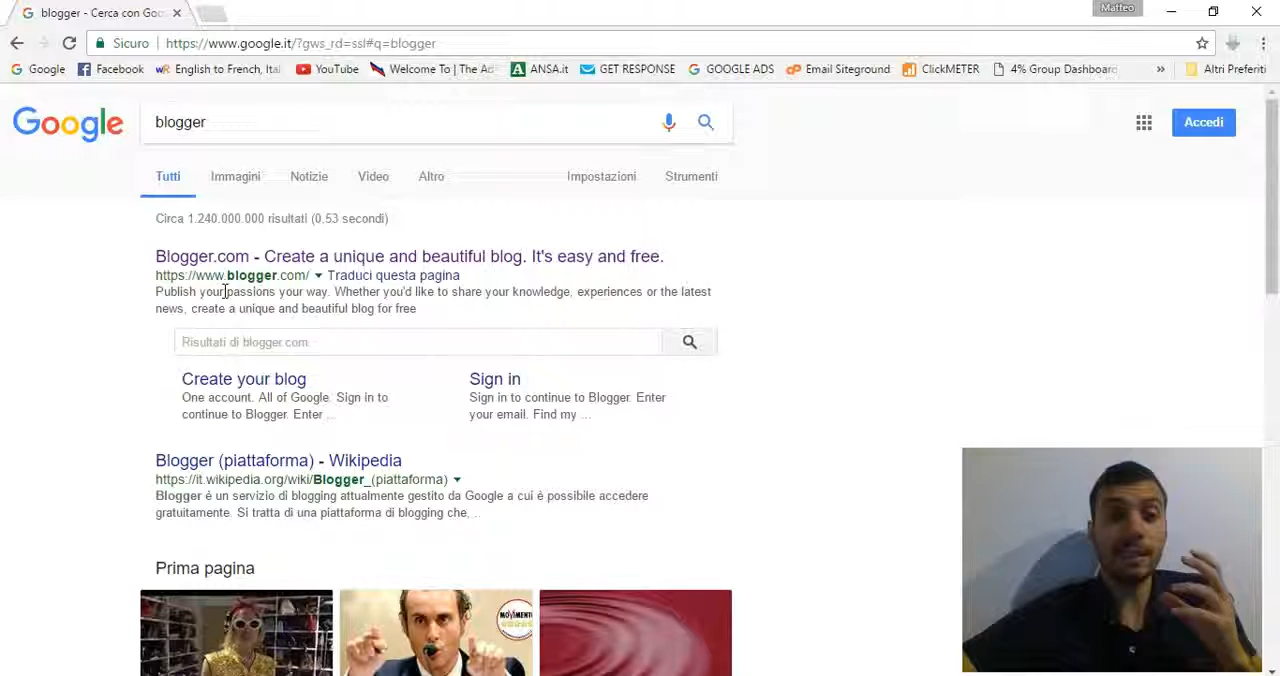 blogger - Cerca con Goo
Matteo
Sicuro
https://www.google.it/?gws_rd=ssl#q=blogger
Google
Facebook
English to French, Ital
YouTube
Welcome To | The Ad
ANSA.it
GET RESPONSE
GOOGLE ADS
Email Siteground
ClickMETER
4% Group Dashboard
»
Altri Preferiti
Google
blogger
Accedi
Tutti
Immagini
Notizie
Video
Altro
Impostazioni
Strumenti
Circa 1.240.000.000 risultati (0,53 secondi)
Blogger.com - Create a unique and beautiful blog. It's easy and free.
https://www.blogger.com/ Traduci questa pagina
Publish your passions your way. Whether you'd like to share your knowledge, experiences or the latest
news, create a unique and beautiful blog for free
Risultati di blogger.com
Create your blog
One account. All of Google. Sign in to
continue to Blogger. Enter ...
Sign in
Sign in to continue to Blogger. Enter
your email. Find my ...
Blogger (piattaforma) - Wikipedia
https://it.wikipedia.org/wiki/Blogger_(piattaforma)
Blogger è un servizio di blogging attualmente gestito da Google a cui è possibile accedere
gratuitamente. Si tratta di una piattaforma di blogging che, ...
Prima pagina
MOVIMENTO